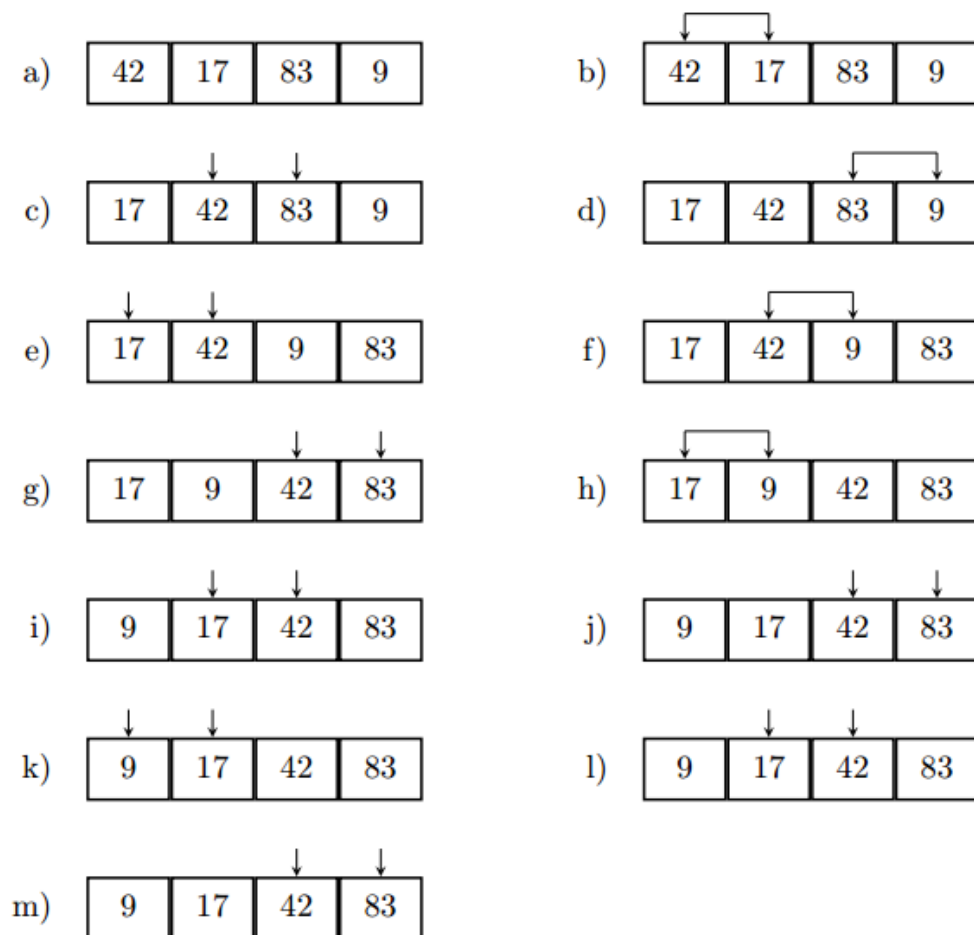 a) 42 17 83 9
b) 42 17 83 9
c) 17 42 83 9
d) 17 42 83 9
e) 17 42 9 83
f) 17 42 9 83
g) 17 9 42 83
h) 17 9 42 83
i) 9 17 42 83
j) 9 17 42 83
k) 9 17 42 83
l) 9 17 42 83
m) 9 17 42 83